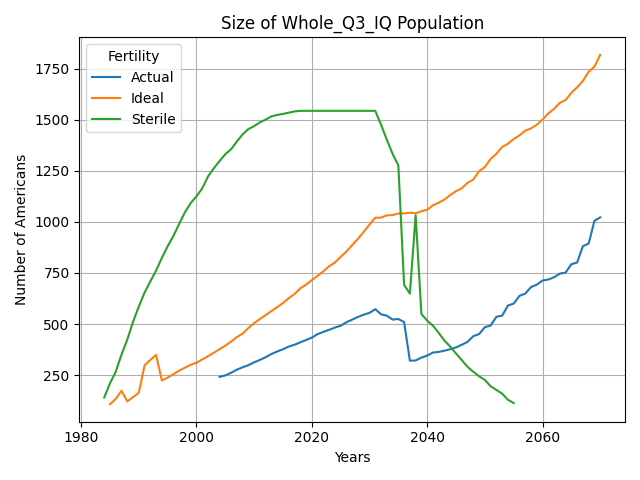 Size of Whole_Q3_IQ Population
Fertility
Actual
Ideal
Sterile
Number of Americans
1750
1500
1250
1000
750
500
250
1980
2000
2020
2040
2060
Years